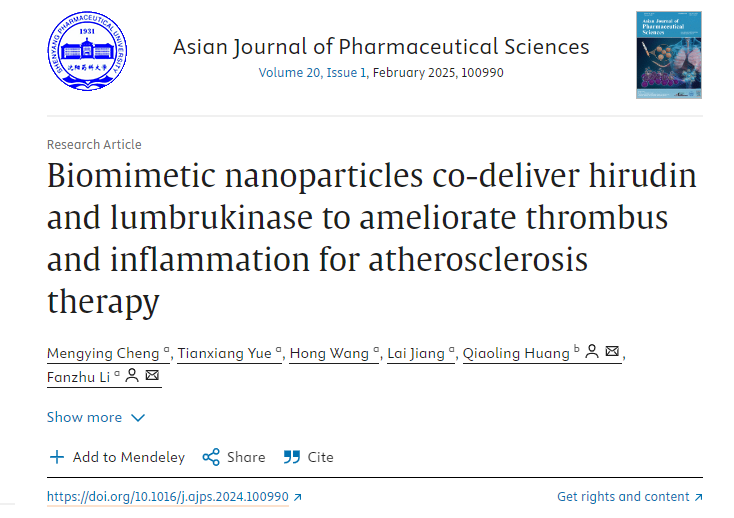 SHENYANG PHARMACEUTICAL UNIVERSITY
1931
沈阳药科大学
Asian Journal of Pharmaceutical Sciences
Volume 20, Issue 1, February 2025, 100990
Asian Journal of
Pharmaceutical
Sciences
Research Article
Biomimetic nanoparticles co-deliver hirudin
and lumbrukinase to ameliorate thrombus
and inflammation for atherosclerosis
therapy
Mengying Cheng a, Tianxiang Yue a, Hong Wang a, Lai Jiang a, Qiaoling Huang b,
Fanzhu Li a
Show more
Add to Mendeley Share Cite
https://doi.org/10.1016/j.ajps.2024.100990 Get rights and content